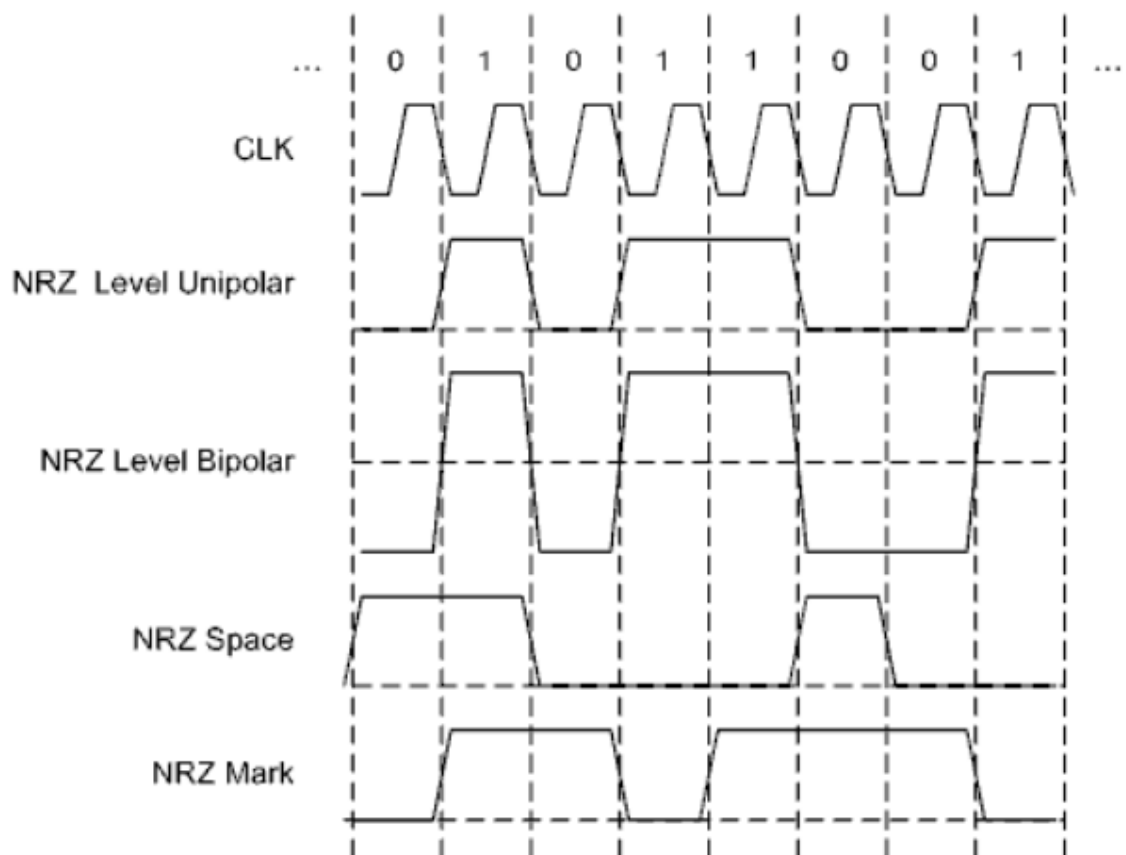 ... 0 1 0 1 1 0 0 1 ...
CLK
NRZ Level Unipolar
NRZ Level Bipolar
NRZ Space
NRZ Mark